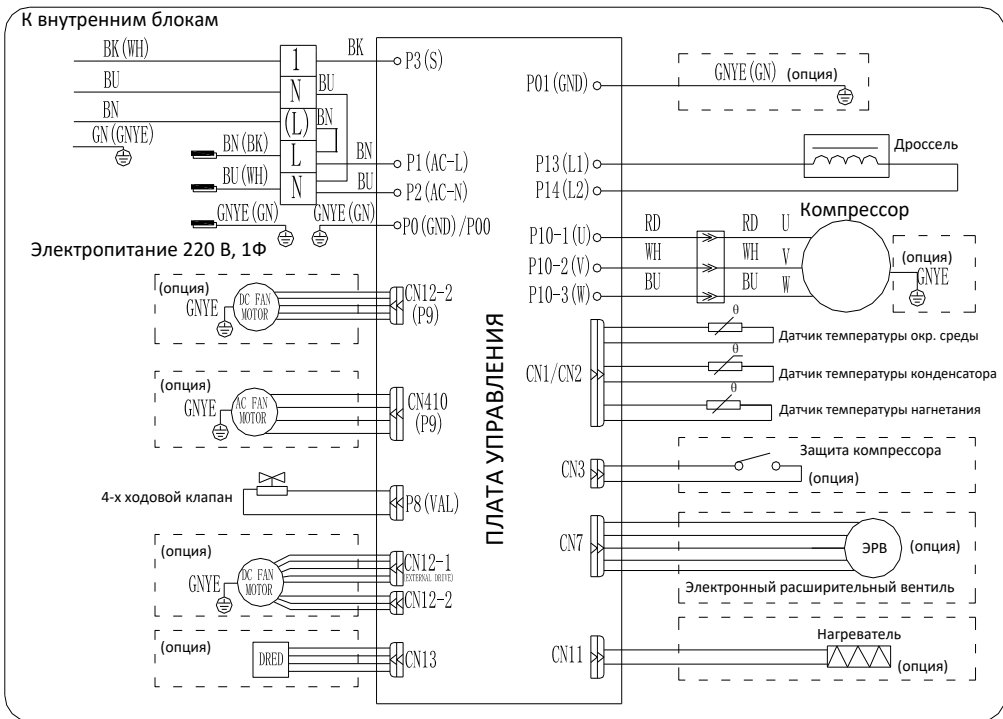 К внутренним блокам
BK(WH)
BU
BN
GN(GNYE)
1
N
(L)
L
N
BK
BU
BN
BN
BU
BN(BK)
BU(WH)
GNYE(GN)
GNYE(GN)
P3(S)
P1(AC-L)
P2(AC-N)
P0(GND)/P00
Электропитание 220 В, 1Ф
(опция)
GNYE
DC FAN
MOTOR
CN12-2
(P9)
(опция)
GNYE
AC FAN
MOTOR
CN410
(P9)
4-х ходовой клапан
P8(VAL)
(опция)
GNYE
DC FAN
MOTOR
CN12-1
(EXTERNAL DRIVE)
CN12-2
(опция)
DRED
CN13
ПЛАТА УПРАВЛЕНИЯ
P01(GND)
GNYE(GN) (опция)
P13(L1)
P14(L2)
Дроссель
Компрессор
P10-1(U)
RD
RD
U
P10-2(V)
WH
WH
V
P10-3(W)
BU
BU
W
(опция)
GNYE
CN1/CN2
θ
Датчик температуры окр. среды
θ
Датчик температуры конденсатора
θ
Датчик температуры нагнетания
CN3
Защита компрессора
(опция)
CN7
ЭРВ
(опция)
Электронный расширительный вентиль
CN11
Нагреватель
(опция)